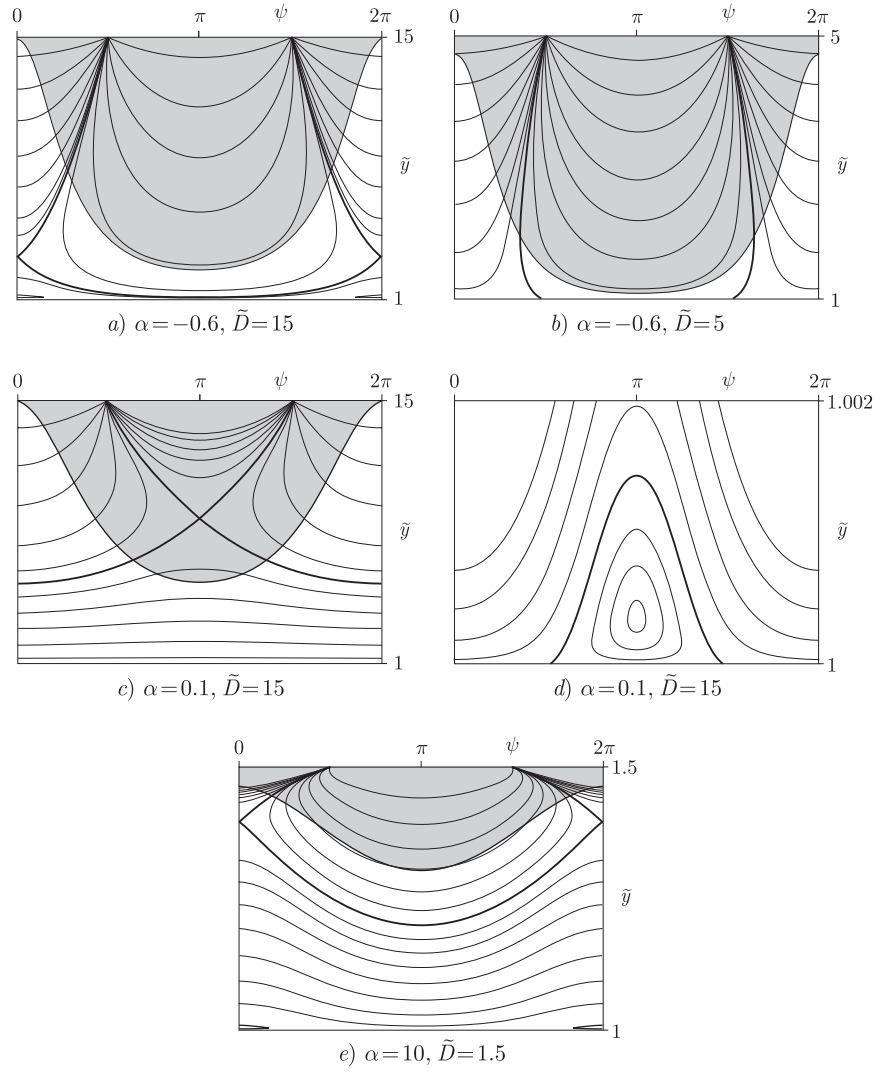 0 π ψ 2π
15
ỹ
1
a) α=−0.6, D̃=15
0 π ψ 2π
5
ỹ
1
b) α=−0.6, D̃=5
0 π ψ 2π
15
ỹ
1
c) α=0.1, D̃=15
0 π ψ 2π
1.002
ỹ
1
d) α=0.1, D̃=15
0 π ψ 2π
1.5
ỹ
1
e) α=10, D̃=1.5